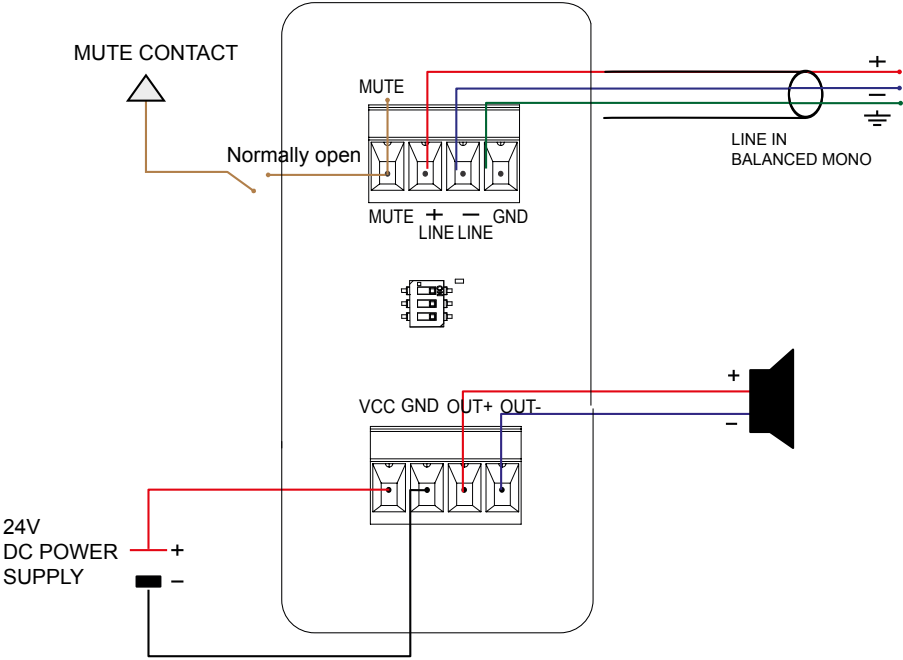 MUTE CONTACT
MUTE
+
−
LINE IN
BALANCED MONO
Normally open
MUTE + − GND
LINE LINE
+
VCC GND OUT+ OUT-
−
24V
DC POWER
SUPPLY
+
−